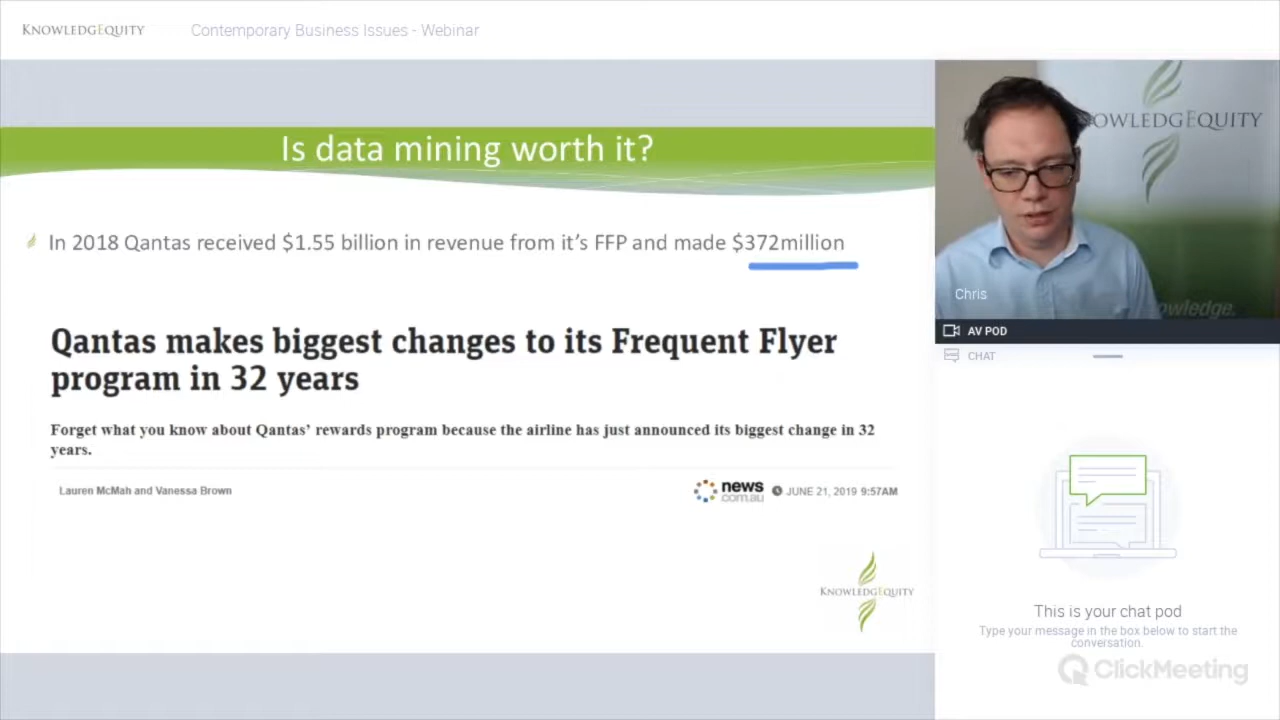 KNOWLEDGEQUITY
Contemporary Business Issues - Webinar
Is data mining worth it?
In 2018 Qantas received $1.55 billion in revenue from it’s FFP and made $372million
Qantas makes biggest changes to its Frequent Flyer
program in 32 years
Forget what you know about Qantas’ rewards program because the airline has just announced its biggest change in 32
years.
Lauren McMah and Vanessa Brown
news
.com.au
JUNE 21, 2019 9:57AM
KNOWLEDGEQUITY
NOWLEDGEQUITY
owledge.
Chris
AV POD
CHAT
This is your chat pod
Type your message in the box below to start the
conversation.
ClickMeeting